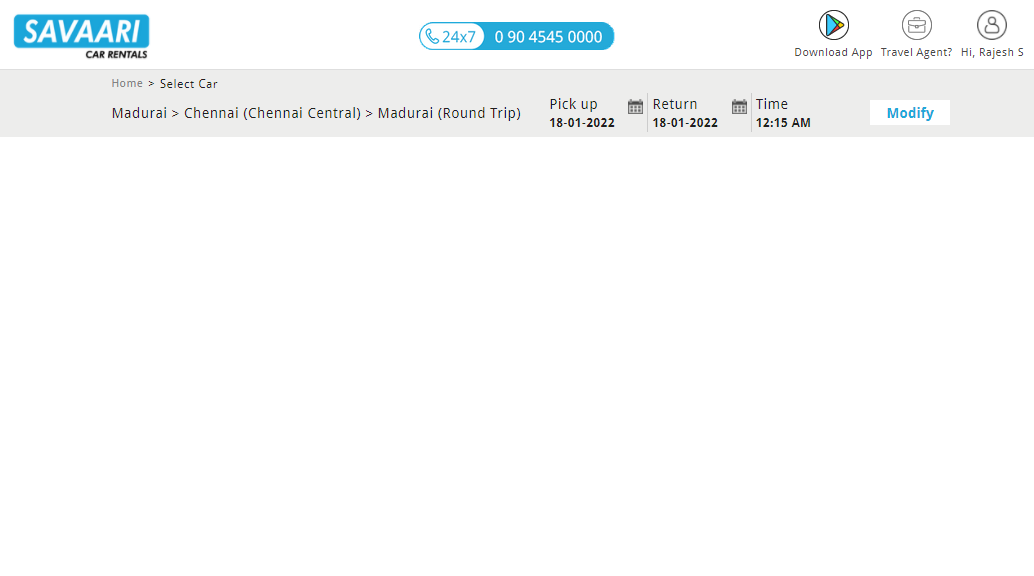 SAVAARI
CAR RENTALS
24x7 0 90 4545 0000
Download App Travel Agent? Hi, Rajesh S
Home > Select Car
Madurai > Chennai (Chennai Central) > Madurai (Round Trip)
Pick up
18-01-2022
Return
18-01-2022
Time
12:15 AM
Modify